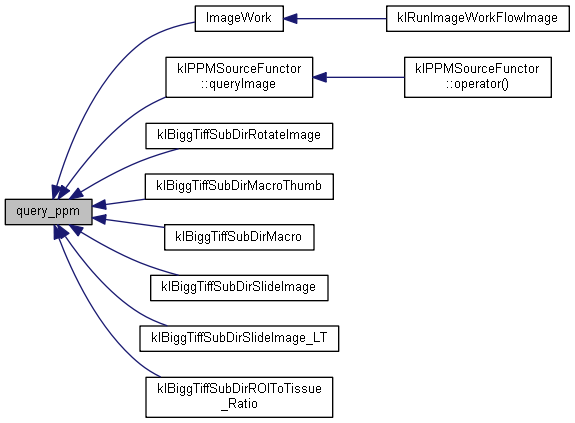 ImageWork
klRunImageWorkFlowImage
klPPMSourceFunctor
::queryImage
klPPMSourceFunctor
::operator()
klBiggTiffSubDirRotateImage
klBiggTiffSubDirMacroThumb
query_ppm
klBiggTiffSubDirMacro
klBiggTiffSubDirSlideImage
klBiggTiffSubDirSlideImage_LT
klBiggTiffSubDirROIToTissue
_Ratio